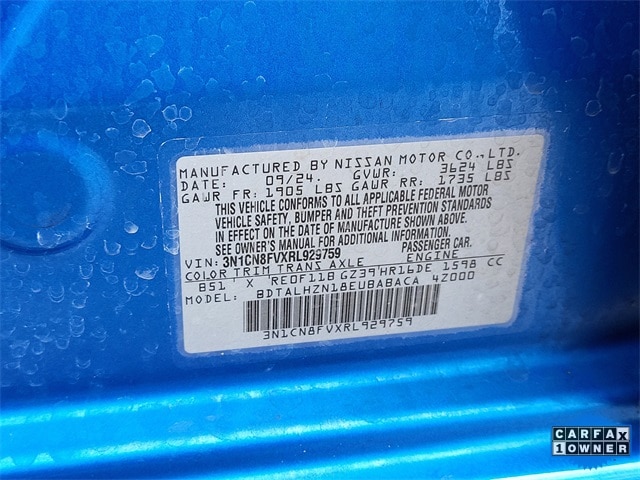 MANUFACTURED BY NISSAN MOTOR CO.,LTD.
DATE: 09/24. GVWR: 3624 LBS
GAWR FR: 1905 LBS GAWR RR: 1735 LBS
THIS VEHICLE CONFORMS TO ALL APPLICABLE FEDERAL MOTOR
VEHICLE SAFETY, BUMPER AND THEFT PREVENTION STANDARDS
IN EFFECT ON THE DATE OF MANUFACTURE SHOWN ABOVE.
SEE OWNER'S MANUAL FOR ADDITIONAL INFORMATION.
VIN: 3N1CN8FVXRL929759 PASSENGER CAR.
COLOR TRIM TRANS AXLE ENGINE
B51 X RE0F11B GZ39 HR16DE 1598 CC
MODEL: BDTALHZN18EUBABACA 4Z000
3N1CN8FVXRL929759
CARFAX
1 OWNER